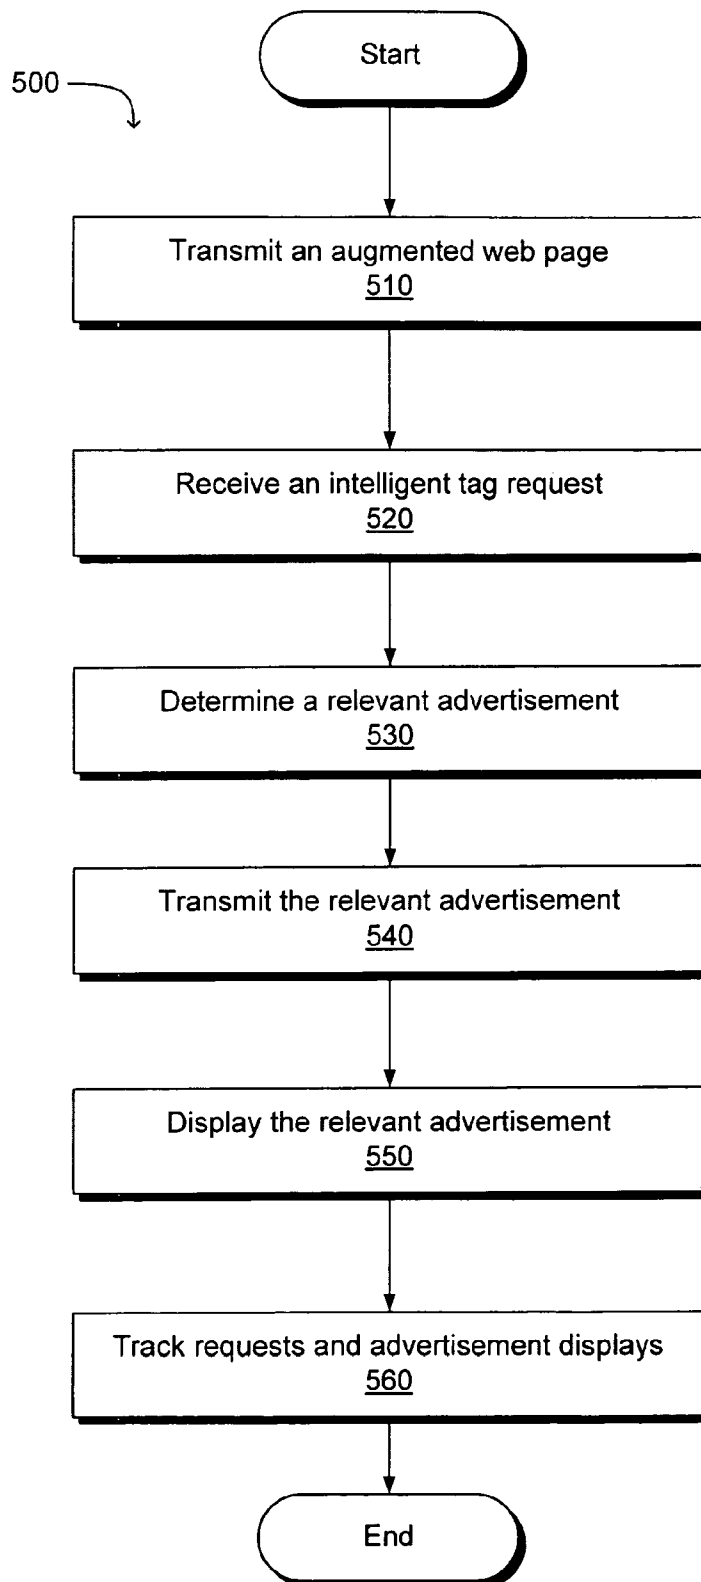 Start
500
Transmit an augmented web page
510
Receive an intelligent tag request
520
Determine a relevant advertisement
530
Transmit the relevant advertisement
540
Display the relevant advertisement
550
Track requests and advertisement displays
560
End